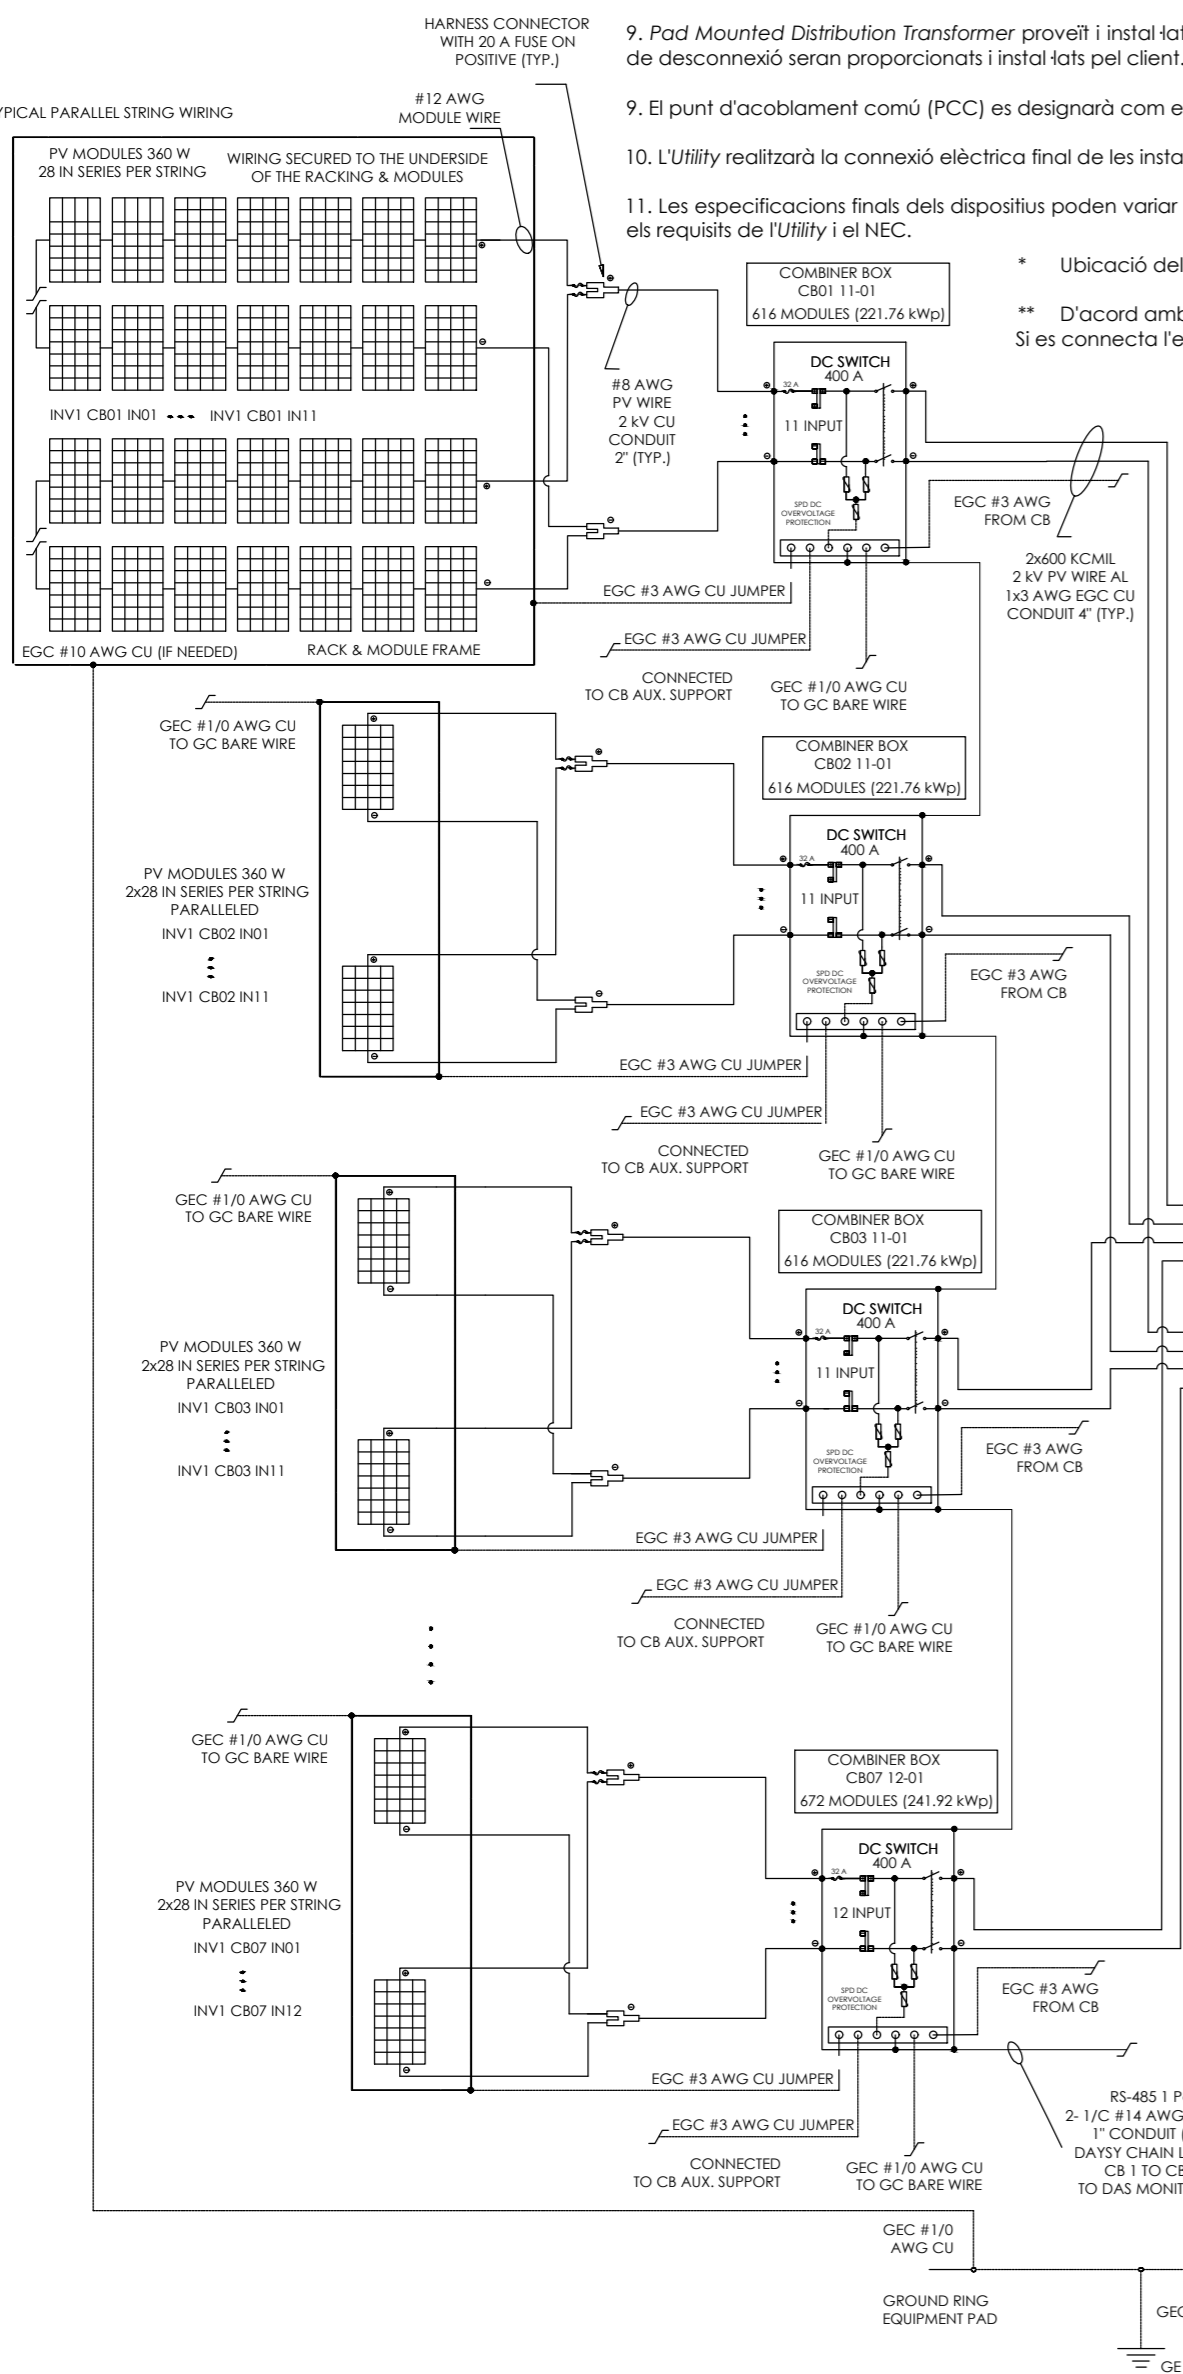 HARNESS CONNECTOR
WITH 20 A FUSE ON
POSITIVE (TYP.)
9. Pad Mounted Distribution Transformer proveït i instal·lat
de desconnexió seran proporcionats i instal·lats pel client.
9. El punt d'acoblament comú (PCC) es designarà com e
10. L'Utility realitzarà la connexió elèctrica final de les insta
11. Les especificacions finals dels dispositius poden variar
els requisits de l'Utility i el NEC.
* Ubicació del
** D'acord amb
Si es connecta l'e
YPICAL PARALLEL STRING WIRING
#12 AWG
MODULE WIRE
PV MODULES 360 W
28 IN SERIES PER STRING
WIRING SECURED TO THE UNDERSIDE
OF THE RACKING & MODULES
INV1 CB01 IN01 INV1 CB01 IN11
EGC #10 AWG CU (IF NEEDED)
RACK & MODULE FRAME
#8 AWG
PV WIRE
2 kV CU
CONDUIT
2" (TYP.)
COMBINER BOX
CB01 11-01
616 MODULES (221.76 kWp)
DC SWITCH
400 A
32 A
11 INPUT
SPD DC
OVERVOLTAGE
PROTECTION
EGC #3 AWG
FROM CB
2x600 KCMIL
2 kV PV WIRE AL
1x3 AWG EGC CU
CONDUIT 4" (TYP.)
EGC #3 AWG CU JUMPER
EGC #3 AWG CU JUMPER
CONNECTED
TO CB AUX. SUPPORT
GEC #1/0 AWG CU
TO GC BARE WIRE
GEC #1/0 AWG CU
TO GC BARE WIRE
PV MODULES 360 W
2x28 IN SERIES PER STRING
PARALLELED
INV1 CB02 IN01
INV1 CB02 IN11
COMBINER BOX
CB02 11-01
616 MODULES (221.76 kWp)
DC SWITCH
400 A
32 A
11 INPUT
SPD DC
OVERVOLTAGE
PROTECTION
EGC #3 AWG
FROM CB
EGC #3 AWG CU JUMPER
EGC #3 AWG CU JUMPER
CONNECTED
TO CB AUX. SUPPORT
GEC #1/0 AWG CU
TO GC BARE WIRE
GEC #1/0 AWG CU
TO GC BARE WIRE
PV MODULES 360 W
2x28 IN SERIES PER STRING
PARALLELED
INV1 CB03 IN01
INV1 CB03 IN11
COMBINER BOX
CB03 11-01
616 MODULES (221.76 kWp)
DC SWITCH
400 A
32 A
11 INPUT
SPD DC
OVERVOLTAGE
PROTECTION
EGC #3 AWG
FROM CB
EGC #3 AWG CU JUMPER
EGC #3 AWG CU JUMPER
CONNECTED
TO CB AUX. SUPPORT
GEC #1/0 AWG CU
TO GC BARE WIRE
GEC #1/0 AWG CU
TO GC BARE WIRE
PV MODULES 360 W
2x28 IN SERIES PER STRING
PARALLELED
INV1 CB07 IN01
INV1 CB07 IN12
COMBINER BOX
CB07 12-01
672 MODULES (241.92 kWp)
DC SWITCH
400 A
32 A
12 INPUT
SPD DC
OVERVOLTAGE
PROTECTION
EGC #3 AWG
FROM CB
EGC #3 AWG CU JUMPER
EGC #3 AWG CU JUMPER
CONNECTED
TO CB AUX. SUPPORT
GEC #1/0 AWG CU
TO GC BARE WIRE
RS-485 1 P
2- 1/C #14 AWG
1" CONDUIT (
DAYSY CHAIN L
CB 1 TO CB
TO DAS MONIT
GEC #1/0
AWG CU
GROUND RING
EQUIPMENT PAD
GEC
GE